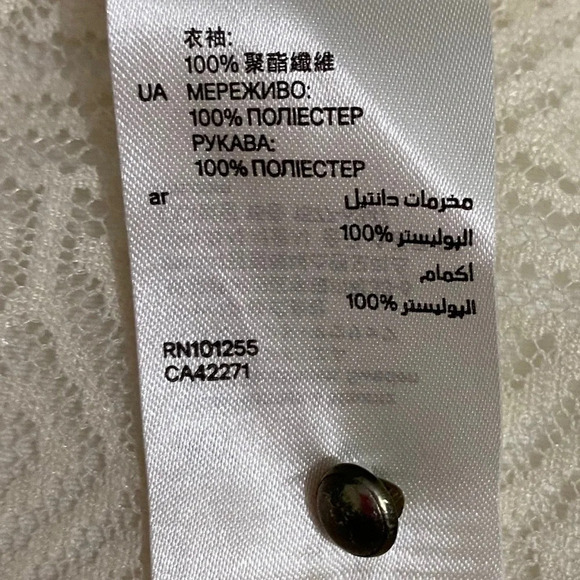 衣袖:
100% 聚酯纖維
UA МЕРЕЖИВО:
100% ПОЛІЕСТЕР
РУКАВА:
100% ПОЛІЕСТЕР
ar مخرمات دانتيل
البوليستر %100
أكمام
البوليستر %100
RN101255
CA42271